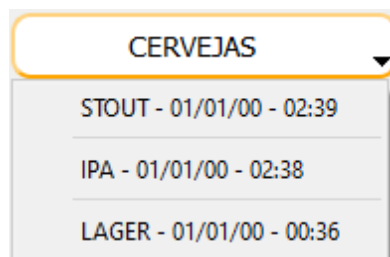 CERVEJAS
STOUT - 01/01/00 - 02:39
IPA - 01/01/00 - 02:38
LAGER - 01/01/00 - 00:36